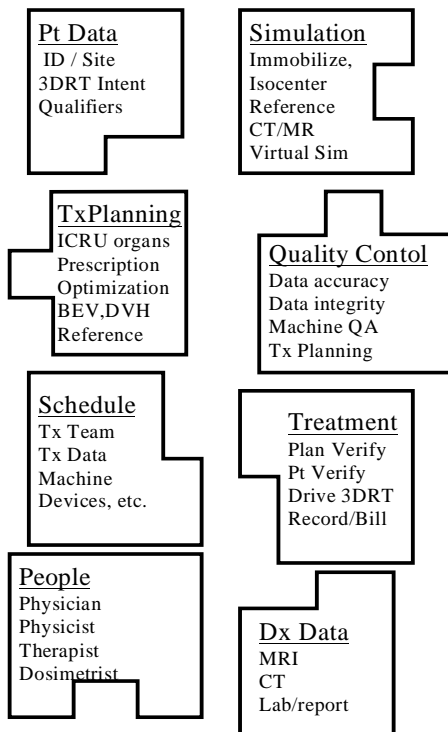 Pt Data
ID / Site
3DRT Intent
Qualifiers
Simulation
Immobilize,
Isocenter
Reference
CT/MR
Virtual Sim
TxPlanning
ICRU organs
Prescription
Optimization
BEV,DVH
Reference
Quality Contol
Data accuracy
Data integrity
Machine QA
Tx Planning
Schedule
Tx Team
Tx Data
Machine
Devices, etc.
Treatment
Plan Verify
Pt Verify
Drive 3DRT
Record/Bill
People
Physician
Physicist
Therapist
Dosimetrist
Dx Data
MRI
CT
Lab/report